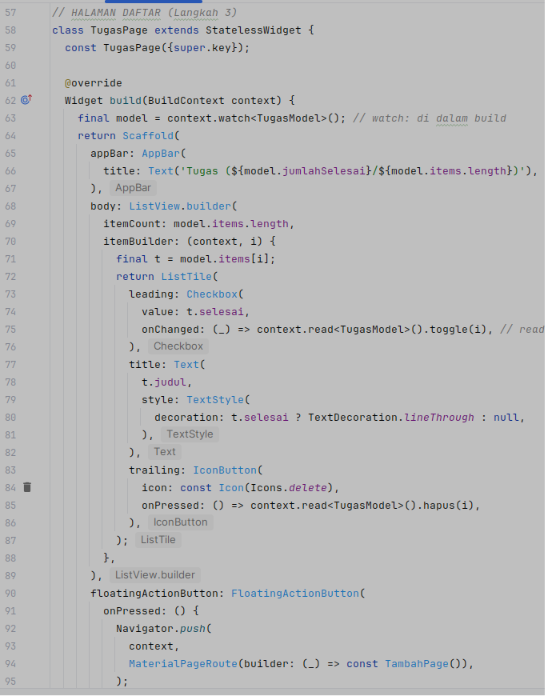 57 // HALAMAN DAFTAR (Langkah 3)
58 class TugasPage extends StatelessWidget {
59 const TugasPage({super.key});
60
61 @override
62 Widget build(BuildContext context) {
63 final model = context.watch<TugasModel>(); // watch: di dalam build
64 return Scaffold(
65 appBar: AppBar(
66 title: Text('Tugas (${model.jumlahSelesai}/${model.items.length})'),
67 ), AppBar
68 body: ListView.builder(
69 itemCount: model.items.length,
70 itemBuilder: (context, i) {
71 final t = model.items[i];
72 return ListTile(
73 leading: Checkbox(
74 value: t.selesai,
75 onChanged: (_) => context.read<TugasModel>().toggle(i), // read
76 ), Checkbox
77 title: Text(
78 t.judul,
79 style: TextStyle(
80 decoration: t.selesai ? TextDecoration.lineThrough : null,
81 ), TextStyle
82 ), Text
83 trailing: IconButton(
84 icon: const Icon(Icons.delete),
85 onPressed: () => context.read<TugasModel>().hapus(i),
86 ), IconButton
87 ); ListTile
88 },
89 ), ListView.builder
90 floatingActionButton: FloatingActionButton(
91 onPressed: () {
92 Navigator.push(
93 context,
94 MaterialPageRoute(builder: (_) => const TambahPage()),
95 );